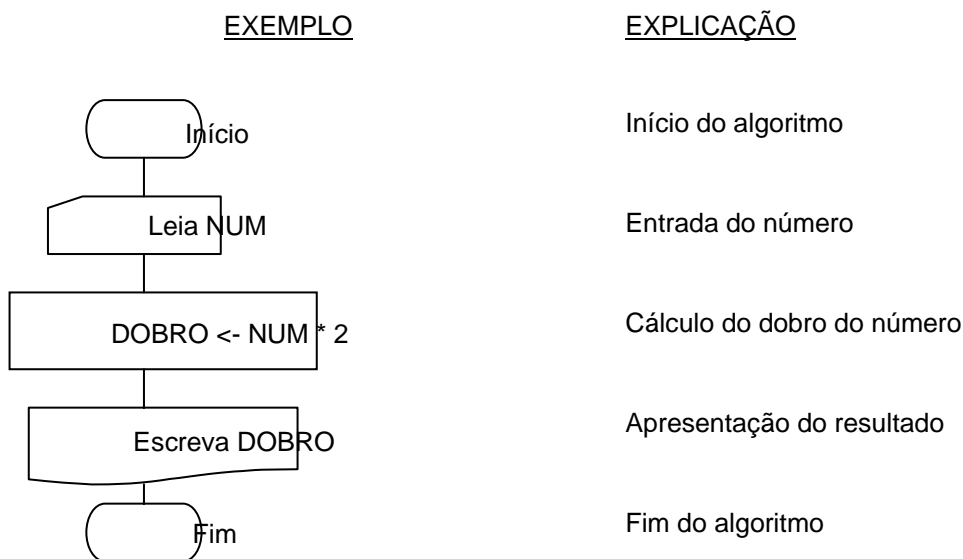 EXEMPLO EXPLICAÇÃO
Início Início do algoritmo
Leia NUM Entrada do número
DOBRO <- NUM * 2 Cálculo do dobro do número
Escreva DOBRO Apresentação do resultado
Fim Fim do algoritmo